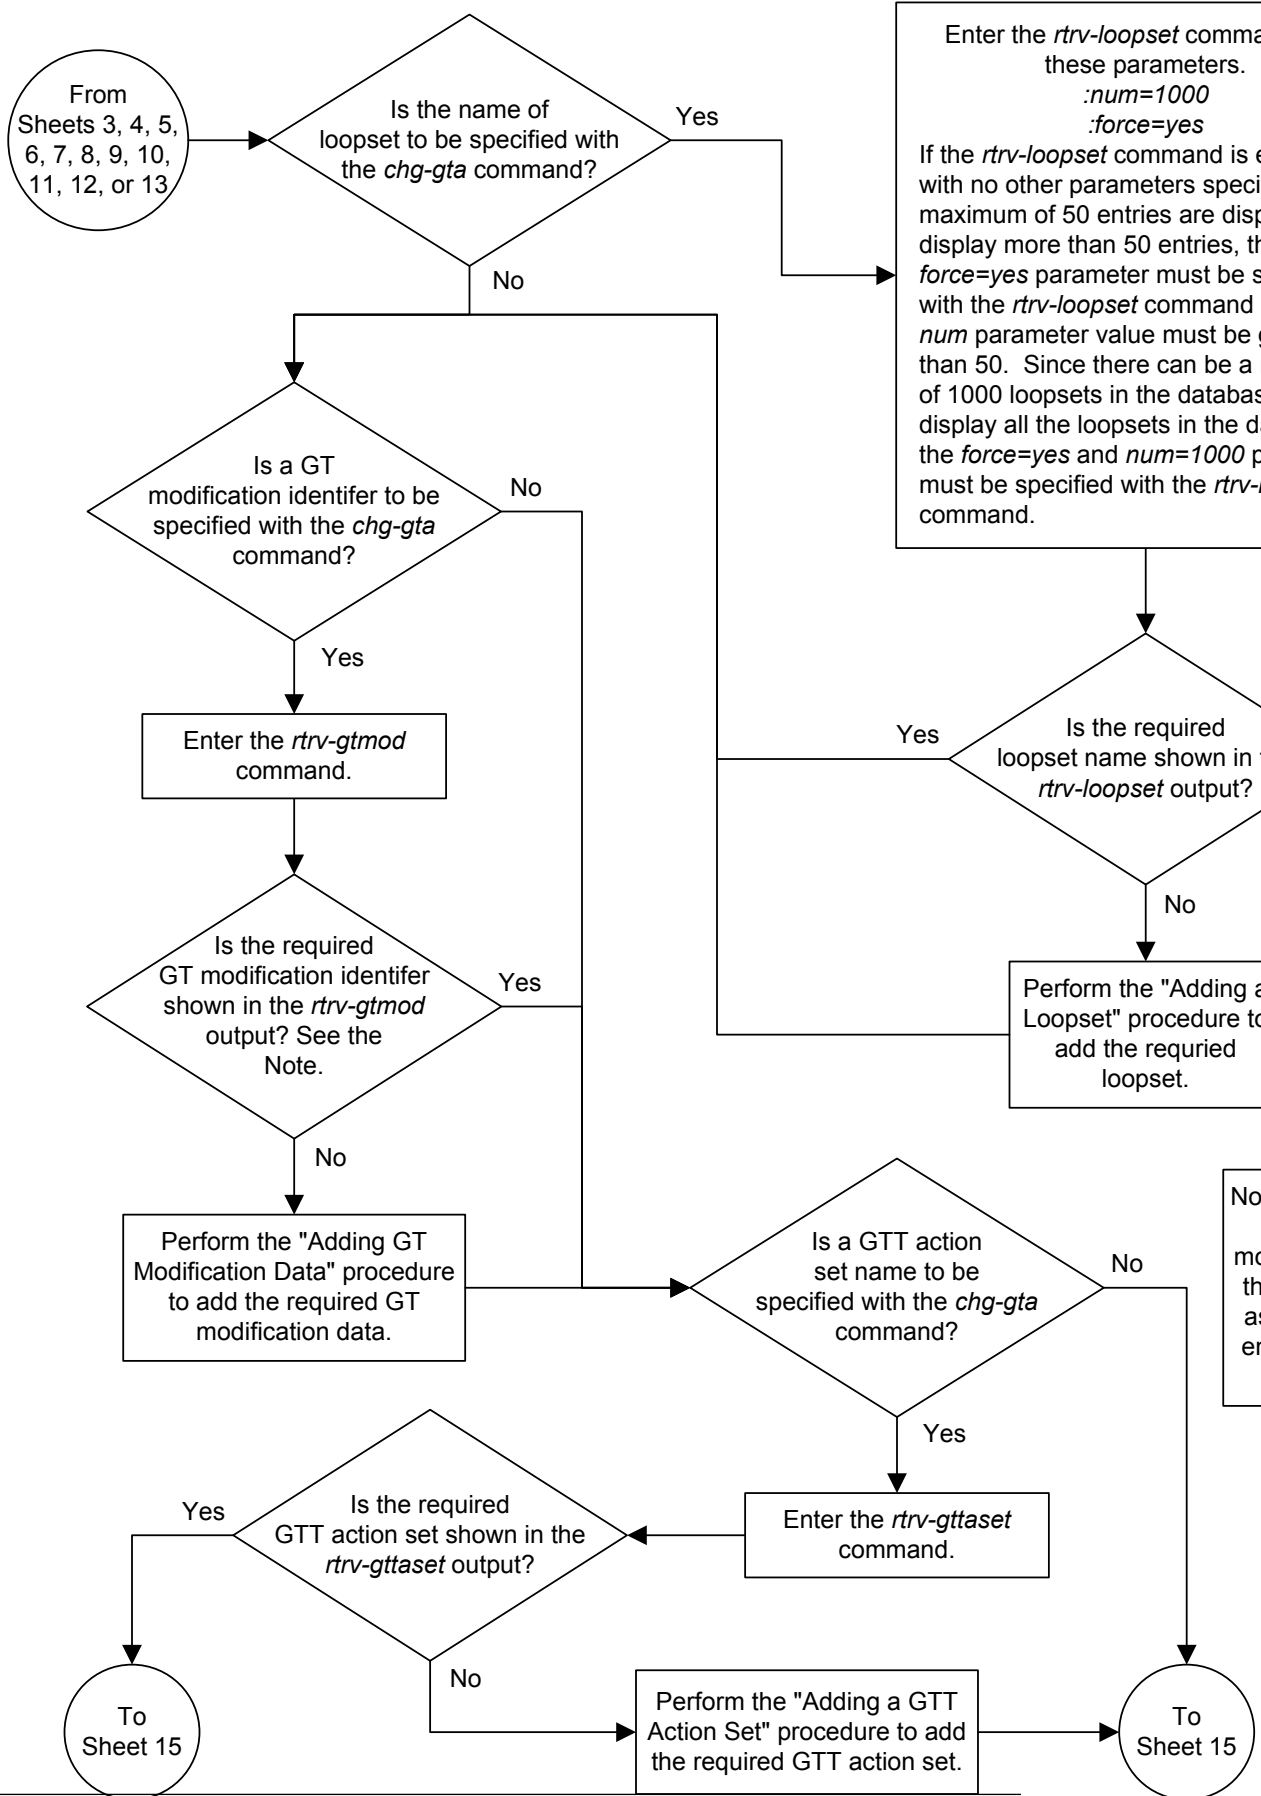 From
Sheets 3, 4, 5,
6, 7, 8, 9, 10,
11, 12, or 13
Is the name of
loopset to be specified with
the chg-gta command?
Yes
No
Enter the rtrv-loopset
these parameters.
:num=1000
:force=yes
If the rtrv-loopset command is
with no other parameters
maximum of 50 entries are
display more than 50 entries,
force=yes parameter must be
with the rtrv-loopset command
num parameter value must be
than 50. Since there can be a
of 1000 loopsets in the
display all the loopsets in the
the force=yes and num=1000
must be specified with the
command.
Is a GT
modification identifer to be
specified with the chg-gta
command?
No
Yes
Enter the rtrv-gtmod
command.
Is the required
loopset name shown in
rtrv-loopset output?
Yes
No
Is the required
GT modification identifer
shown in the rtrv-gtmod
output? See the
Note.
Yes
No
Perform the "Adding a
Loopset" procedure to
add the requried
loopset.
Perform the "Adding GT
Modification Data" procedure
to add the required GT
modification data.
Is a GTT action
set name to be
specified with the chg-gta
command?
No
Yes
Enter the rtrv-gttaset
command.
Is the required
GTT action set shown in the
rtrv-gttaset output?
Yes
No
Perform the "Adding a GTT
Action Set" procedure to add
the required GTT action set.
To
Sheet 15
To
Sheet 15